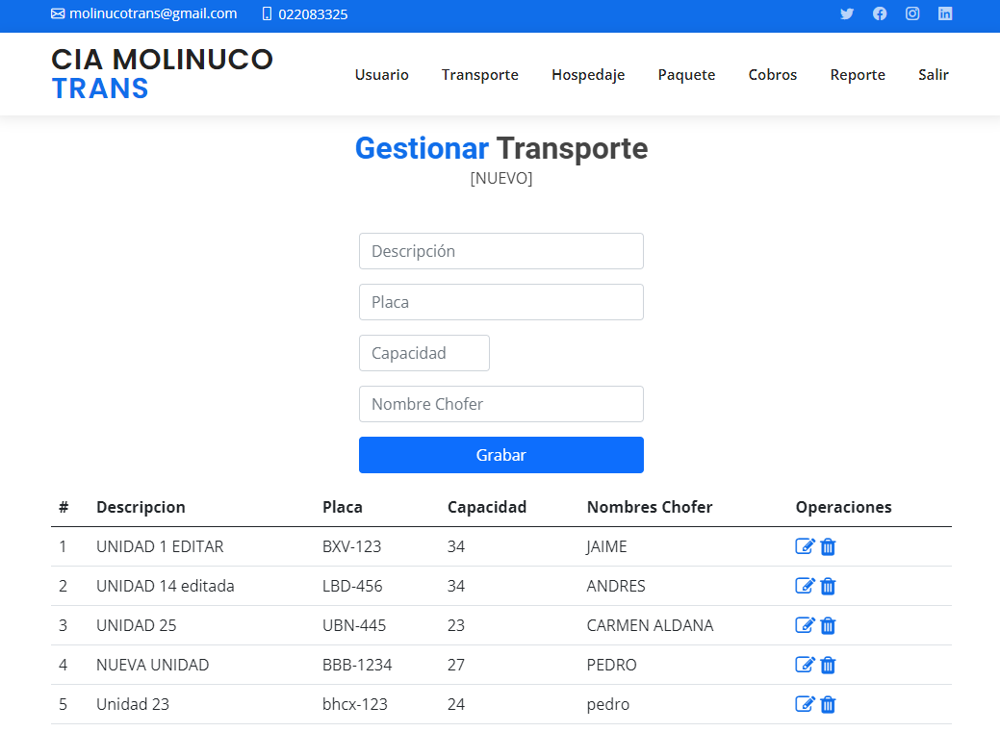 molinucotrans@gmail.com 022083325
CIA MOLINUCO
TRANS
Usuario Transporte Hospedaje Paquete Cobros Reporte Salir
Gestionar Transporte
[NUEVO]
Descripción
Placa
Capacidad
Nombre Chofer
Grabar
# Descripcion Placa Capacidad Nombres Chofer Operaciones
1 UNIDAD 1 EDITAR BXV-123 34 JAIME
2 UNIDAD 14 editada LBD-456 34 ANDRES
3 UNIDAD 25 UBN-445 23 CARMEN ALDANA
4 NUEVA UNIDAD BBB-1234 27 PEDRO
5 Unidad 23 bhcx-123 24 pedro